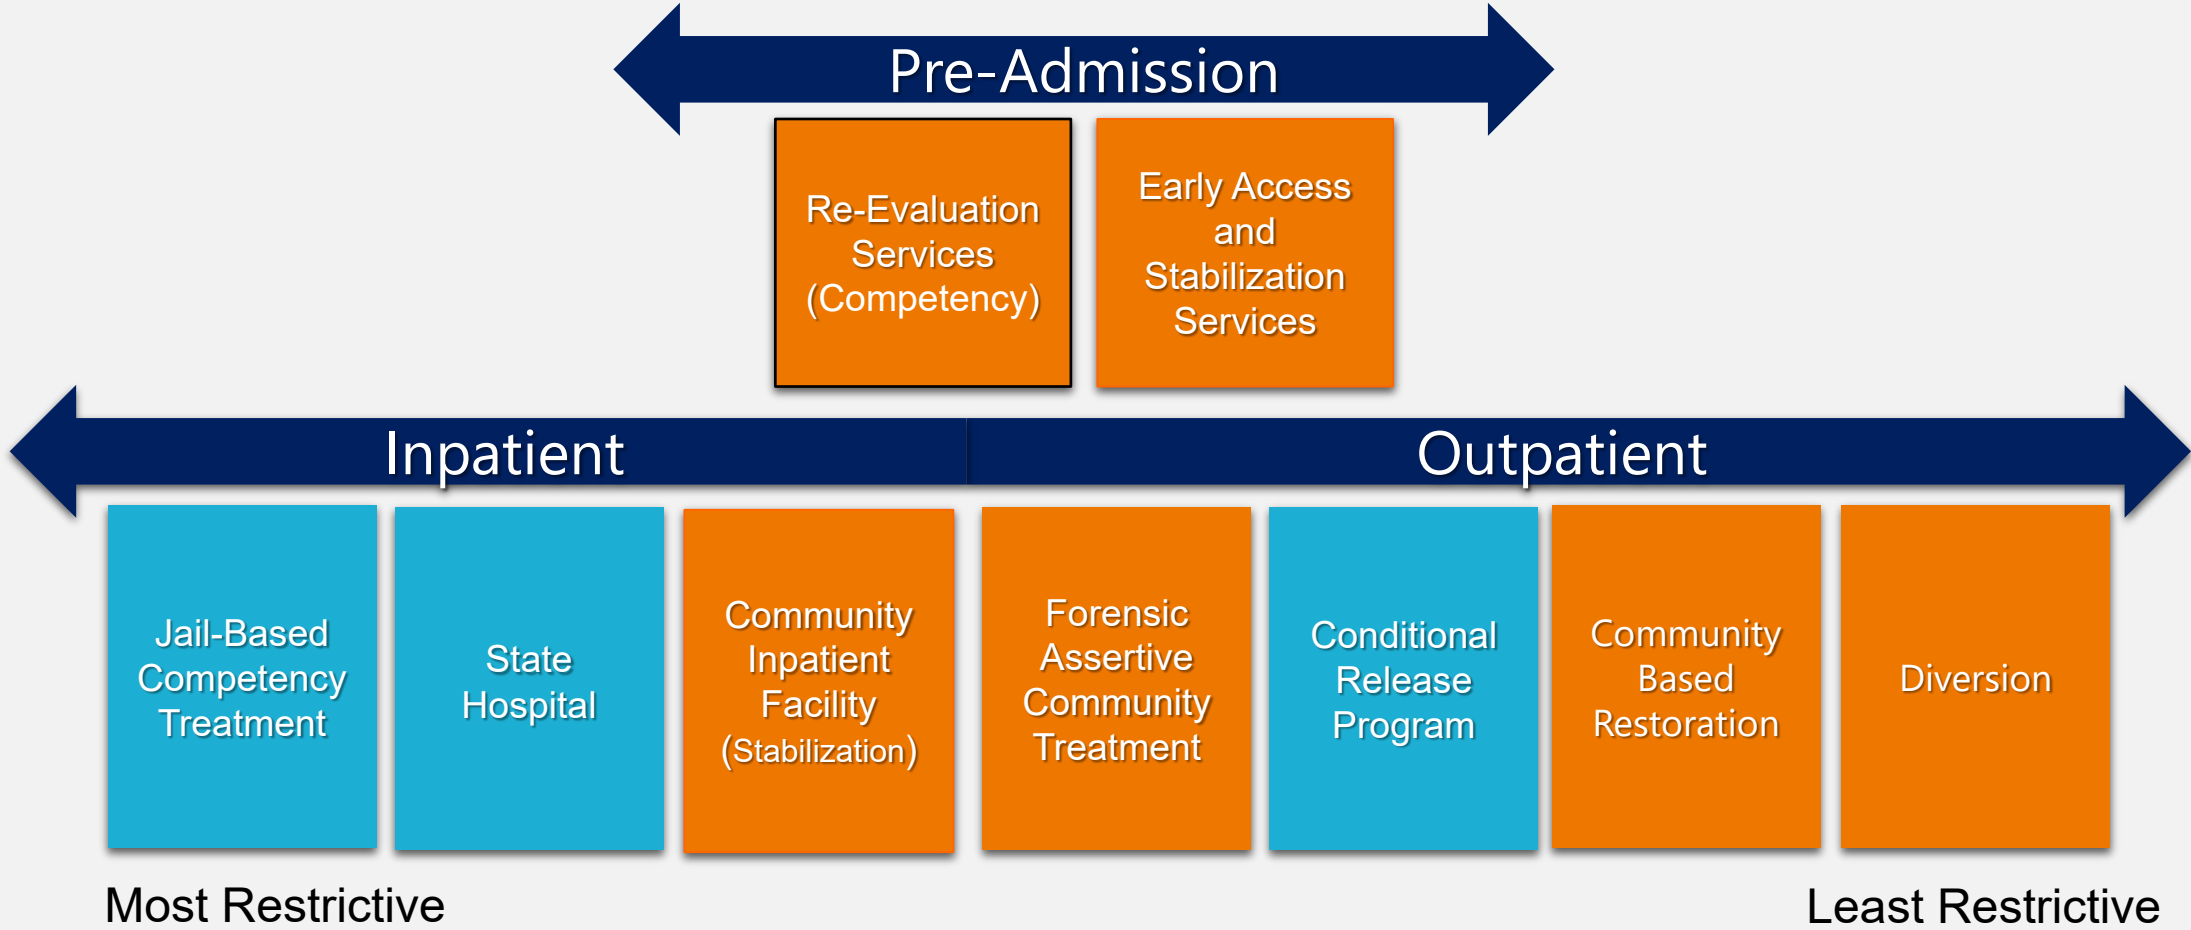 Pre-Admission
Re-Evaluation
Services
(Competency)
Early Access
and
Stabilization
Services
Inpatient
Outpatient
Jail-Based
Competency
Treatment
State
Hospital
Community
Inpatient
Facility
(Stabilization)
Forensic
Assertive
Community
Treatment
Conditional
Release
Program
Community
Based
Restoration
Diversion
Most Restrictive
Least Restrictive